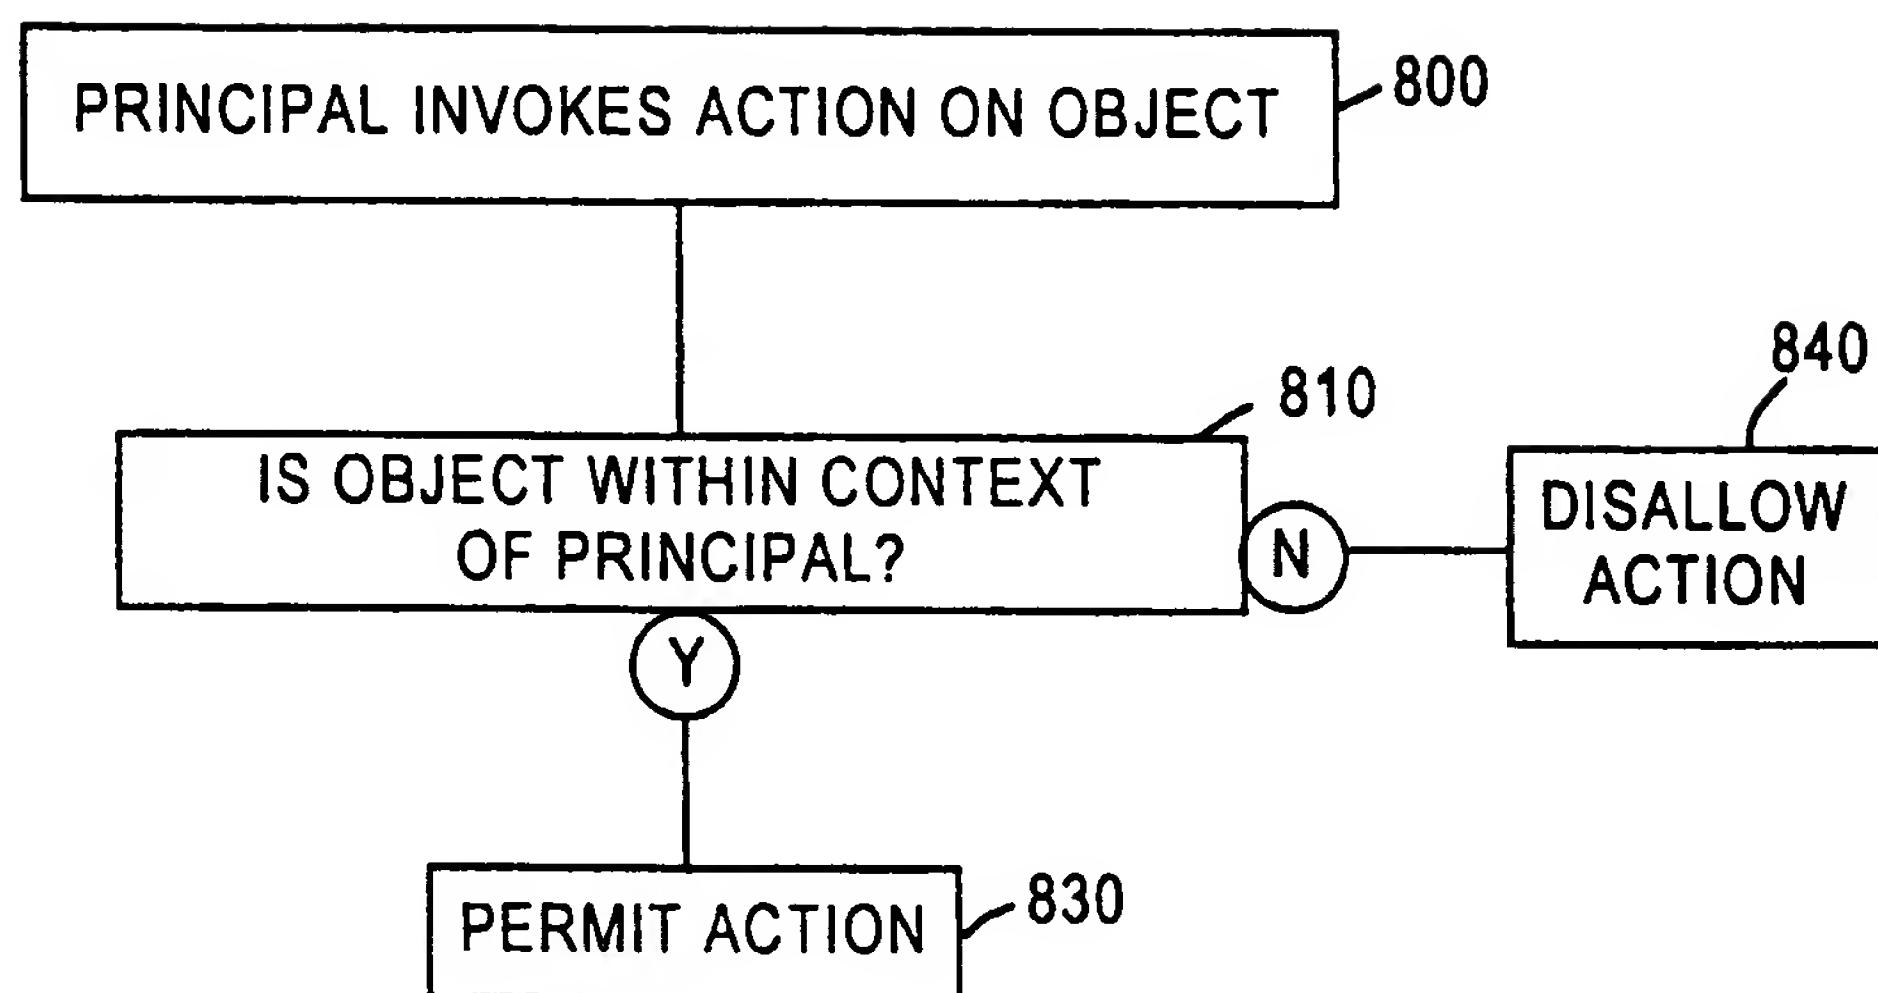 PRINCIPAL INVOKES ACTION ON OBJECT
800
810
IS OBJECT WITHIN CONTEXT
OF PRINCIPAL?
N
840
DISALLOW
ACTION
Y
PERMIT ACTION
830